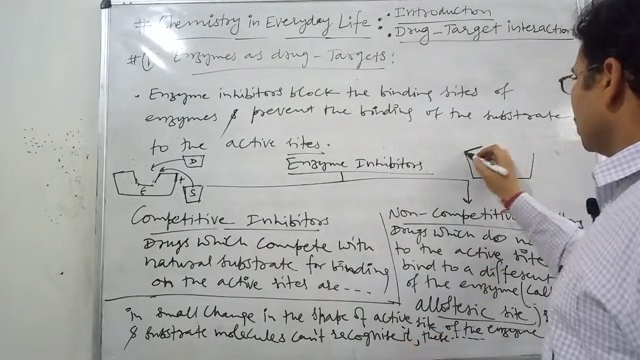 # Chemistry in Everyday Life : : Introduction
: Drug-Target interaction
# ① Enzymes as drug-Targets :
• Enzyme inhibitors block the binding sites of
enzymes & prevent the binding of the substrate
to the active sites.
Enzyme Inhibitors
D
E
S
Competitive Inhibitors
Drugs which compete with
natural substrate for binding
on the active sites are ....
Non-Competitive
Drugs which do
to the active site
bind to a different
of the enzyme (
allosteric site)
in small change in the shape of active site of the enzyme
& substrate molecules can't recognise it, these ....